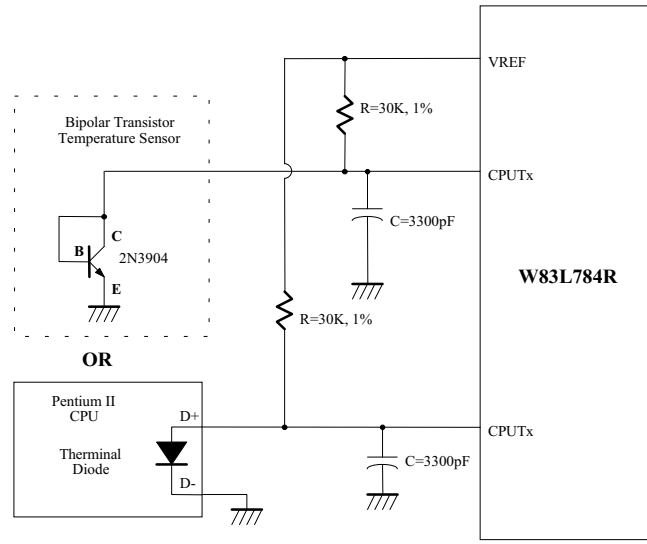 VREF
R=30K, 1%
Bipolar Transistor
Temperature Sensor
CPUTx
C=3300pF
C
B
2N3904
E
W83L784R
R=30K, 1%
OR
Pentium II
CPU
D+
CPUTx
Therminal
Diode
C=3300pF
D-